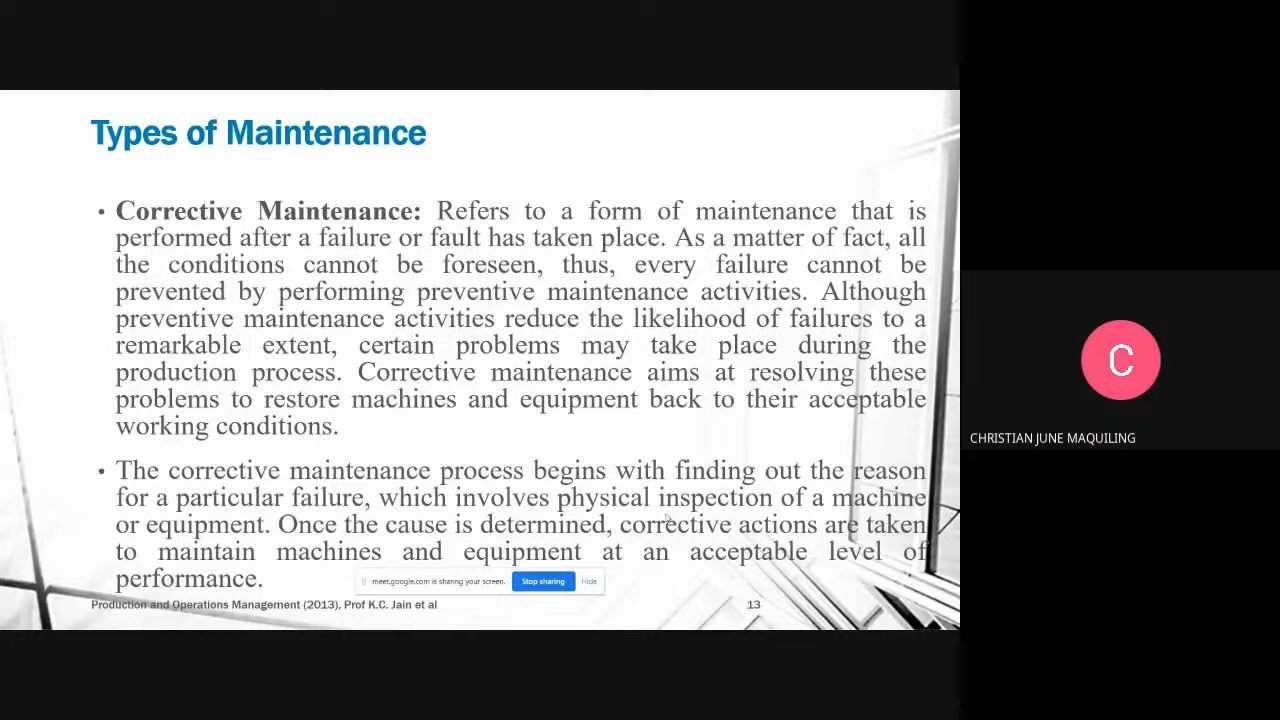 Types of Maintenance
• Corrective Maintenance: Refers to a form of maintenance that is
performed after a failure or fault has taken place. As a matter of fact, all
the conditions cannot be foreseen, thus, every failure cannot be
prevented by performing preventive maintenance activities. Although
preventive maintenance activities reduce the likelihood of failures to a
remarkable extent, certain problems may take place during the
production process. Corrective maintenance aims at resolving these
problems to restore machines and equipment back to their acceptable
working conditions.
• The corrective maintenance process begins with finding out the reason
for a particular failure, which involves physical inspection of a machine
or equipment. Once the cause is determined, corrective actions are taken
to maintain machines and equipment at an acceptable level of
performance.
meet.google.com is sharing your screen. Stop sharing Hide
Production and Operations Management (2013), Prof K.C. Jain et al 13
C
CHRISTIAN JUNE MAQUILING